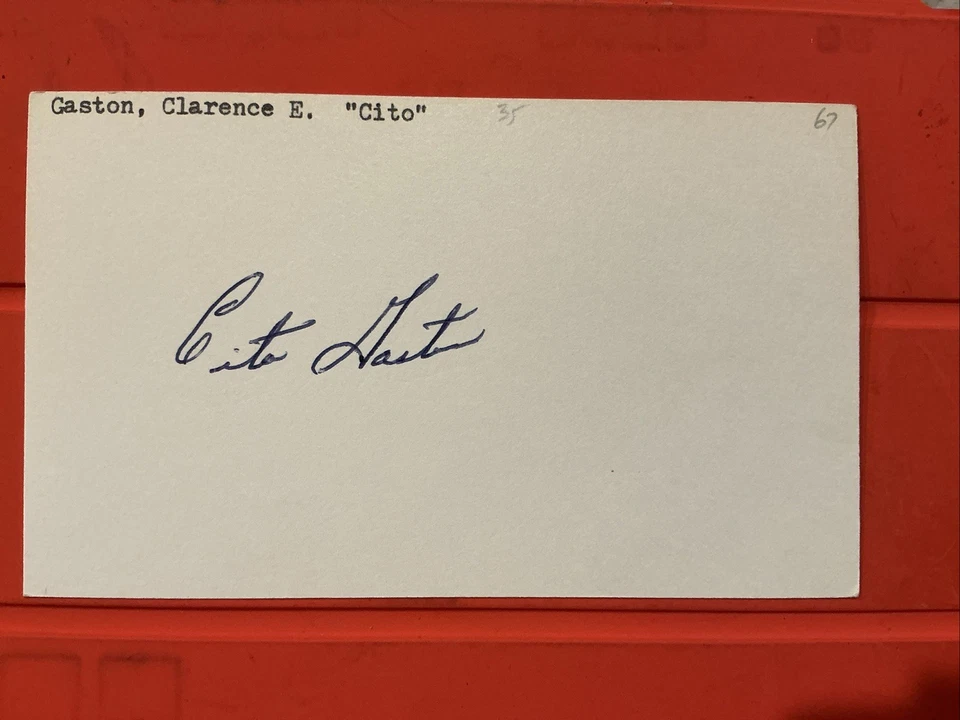 Gaston, Clarence E. "Cito" 35 67
Cito Gaston